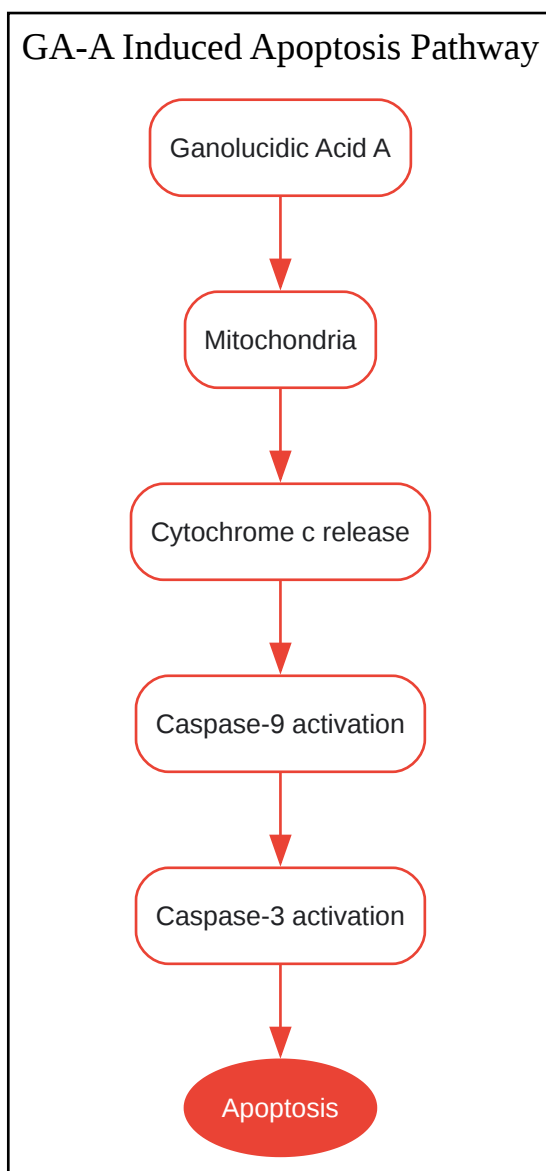 GA-A Induced Apoptosis Pathway
Ganolucidic Acid A
Mitochondria
Cytochrome c release
Caspase-9 activation
Caspase-3 activation
Apoptosis